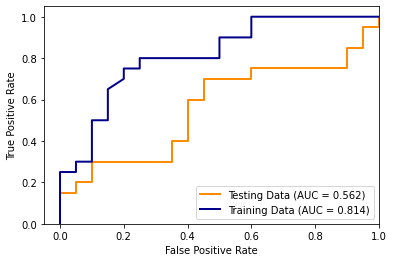 1.0
0.8
0.6
0.4
0.2
0.0
True Positive Rate
Testing Data (AUC = 0.562)
Training Data (AUC = 0.814)
0.0 0.2 0.4 0.6 0.8 1.0
False Positive Rate